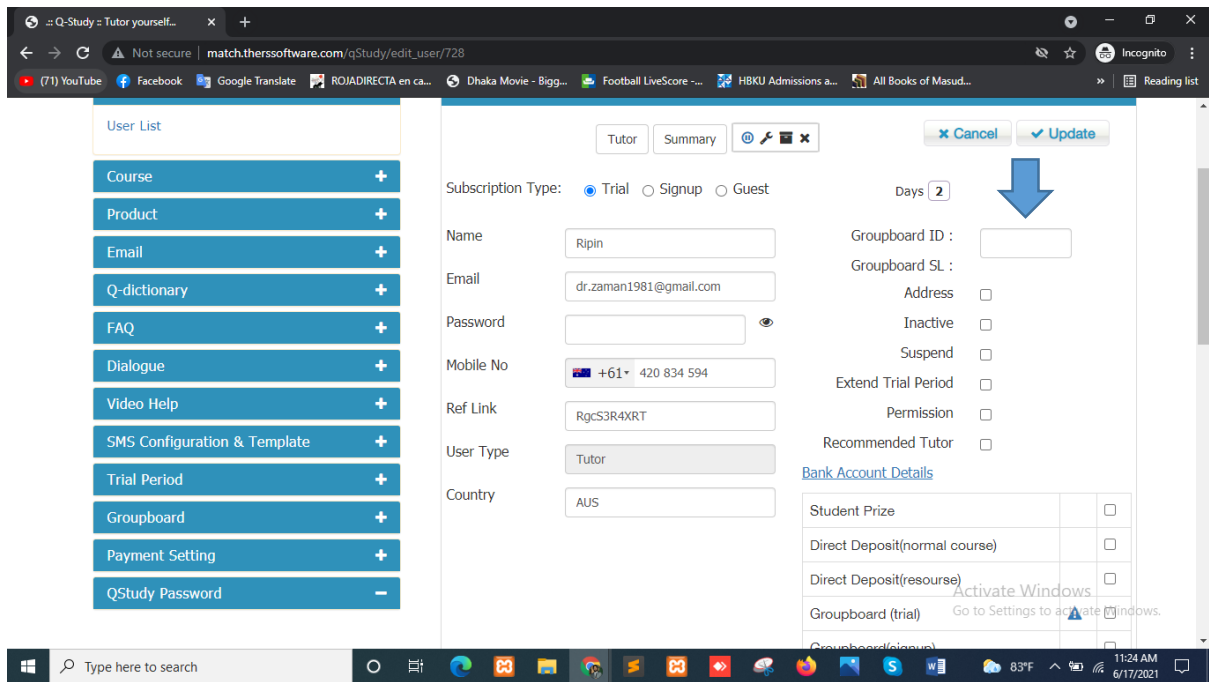 .:: Q-Study :: Tutor yourself...
Not secure | match.therssoftware.com/qStudy/edit_user/728
Incognito
(71) YouTube
Facebook
Google Translate
ROJADIRECTA en ca...
Dhaka Movie - Bigg...
Football LiveScore -...
HBKU Admissions a...
All Books of Masud...
»
Reading list
User List
Course
Product
Email
Q-dictionary
FAQ
Dialogue
Video Help
SMS Configuration & Template
Trial Period
Groupboard
Payment Setting
QStudy Password
Tutor
Summary
Cancel
Update
Subscription Type:
Trial
Signup
Guest
Days 2
Name
Ripin
Email
dr.zaman1981@gmail.com
Password
Mobile No
+61 420 834 594
Ref Link
RgcS3R4XRT
User Type
Tutor
Country
AUS
Groupboard ID :
Groupboard SL :
Address
Inactive
Suspend
Extend Trial Period
Permission
Recommended Tutor
Bank Account Details
Student Prize
Direct Deposit(normal course)
Direct Deposit(resourse)
Groupboard (trial)
Groupboard(signup)
Activate Windows
Go to Settings to activate Windows.
Type here to search
83°F
11:24 AM
6/17/2021